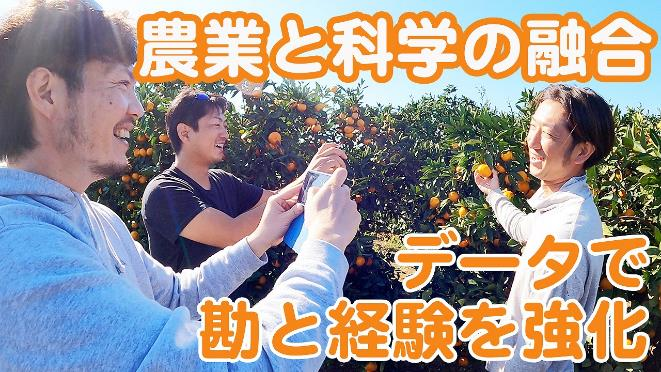 農業と科学の融合
データで
勘と経験を強化